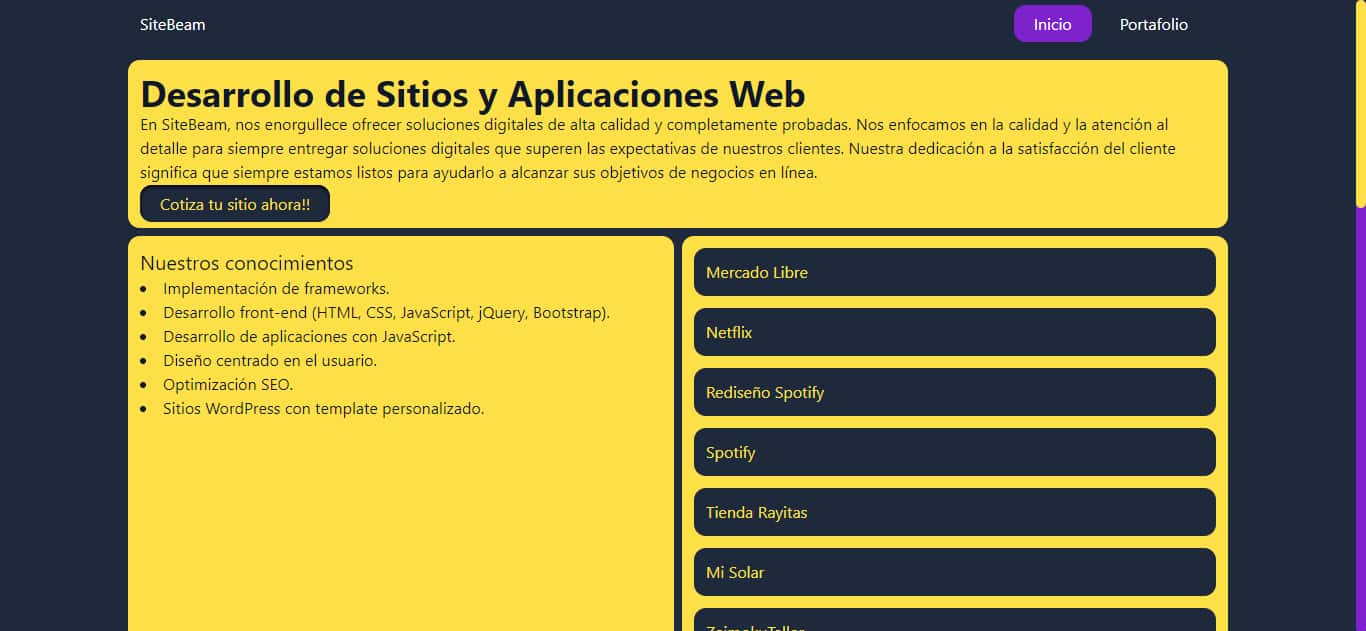 SiteBeam
Inicio
Portafolio
Desarrollo de Sitios y Aplicaciones Web
En SiteBeam, nos enorgullece ofrecer soluciones digitales de alta calidad y completamente probadas. Nos enfocamos en la calidad y la atención al
detalle para siempre entregar soluciones digitales que superen las expectativas de nuestros clientes. Nuestra dedicación a la satisfacción del cliente
significa que siempre estamos listos para ayudarlo a alcanzar sus objetivos de negocios en línea.
Cotiza tu sitio ahora!!
Nuestros conocimientos
Implementación de frameworks.
Desarrollo front-end (HTML, CSS, JavaScript, jQuery, Bootstrap).
Desarrollo de aplicaciones con JavaScript.
Diseño centrado en el usuario.
Optimización SEO.
Sitios WordPress con template personalizado.
Mercado Libre
Netflix
Rediseño Spotify
Spotify
Tienda Rayitas
Mi Solar